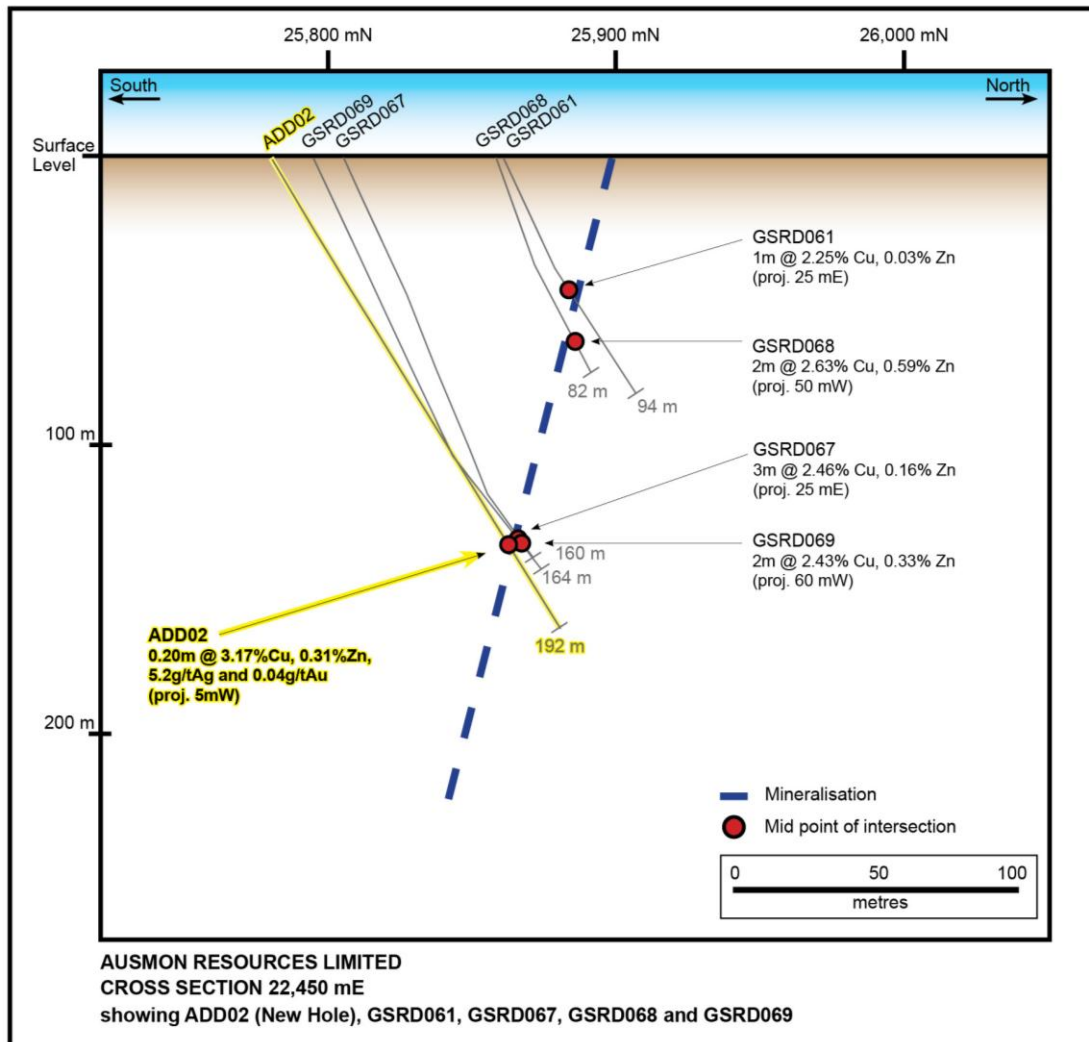 25,800 mN
25,900 mN
26,000 mN
South
North
ADD02
GSRD069
GSRD067
GSRD068
GSRD061
Surface
Level
GSRD061
1m @ 2.25% Cu, 0.03% Zn
(proj. 25 mE)
GSRD068
2m @ 2.63% Cu, 0.59% Zn
(proj. 50 mW)
82 m
94 m
100 m
GSRD067
3m @ 2.46% Cu, 0.16% Zn
(proj. 25 mE)
GSRD069
2m @ 2.43% Cu, 0.33% Zn
(proj. 60 mW)
160 m
164 m
ADD02
0.20m @ 3.17%Cu, 0.31%Zn,
5.2g/tAg and 0.04g/tAu
(proj. 5mW)
192 m
200 m
Mineralisation
Mid point of intersection
0 50 100
metres
AUSMON RESOURCES LIMITED
CROSS SECTION 22,450 mE
showing ADD02 (New Hole), GSRD061, GSRD067, GSRD068 and GSRD069